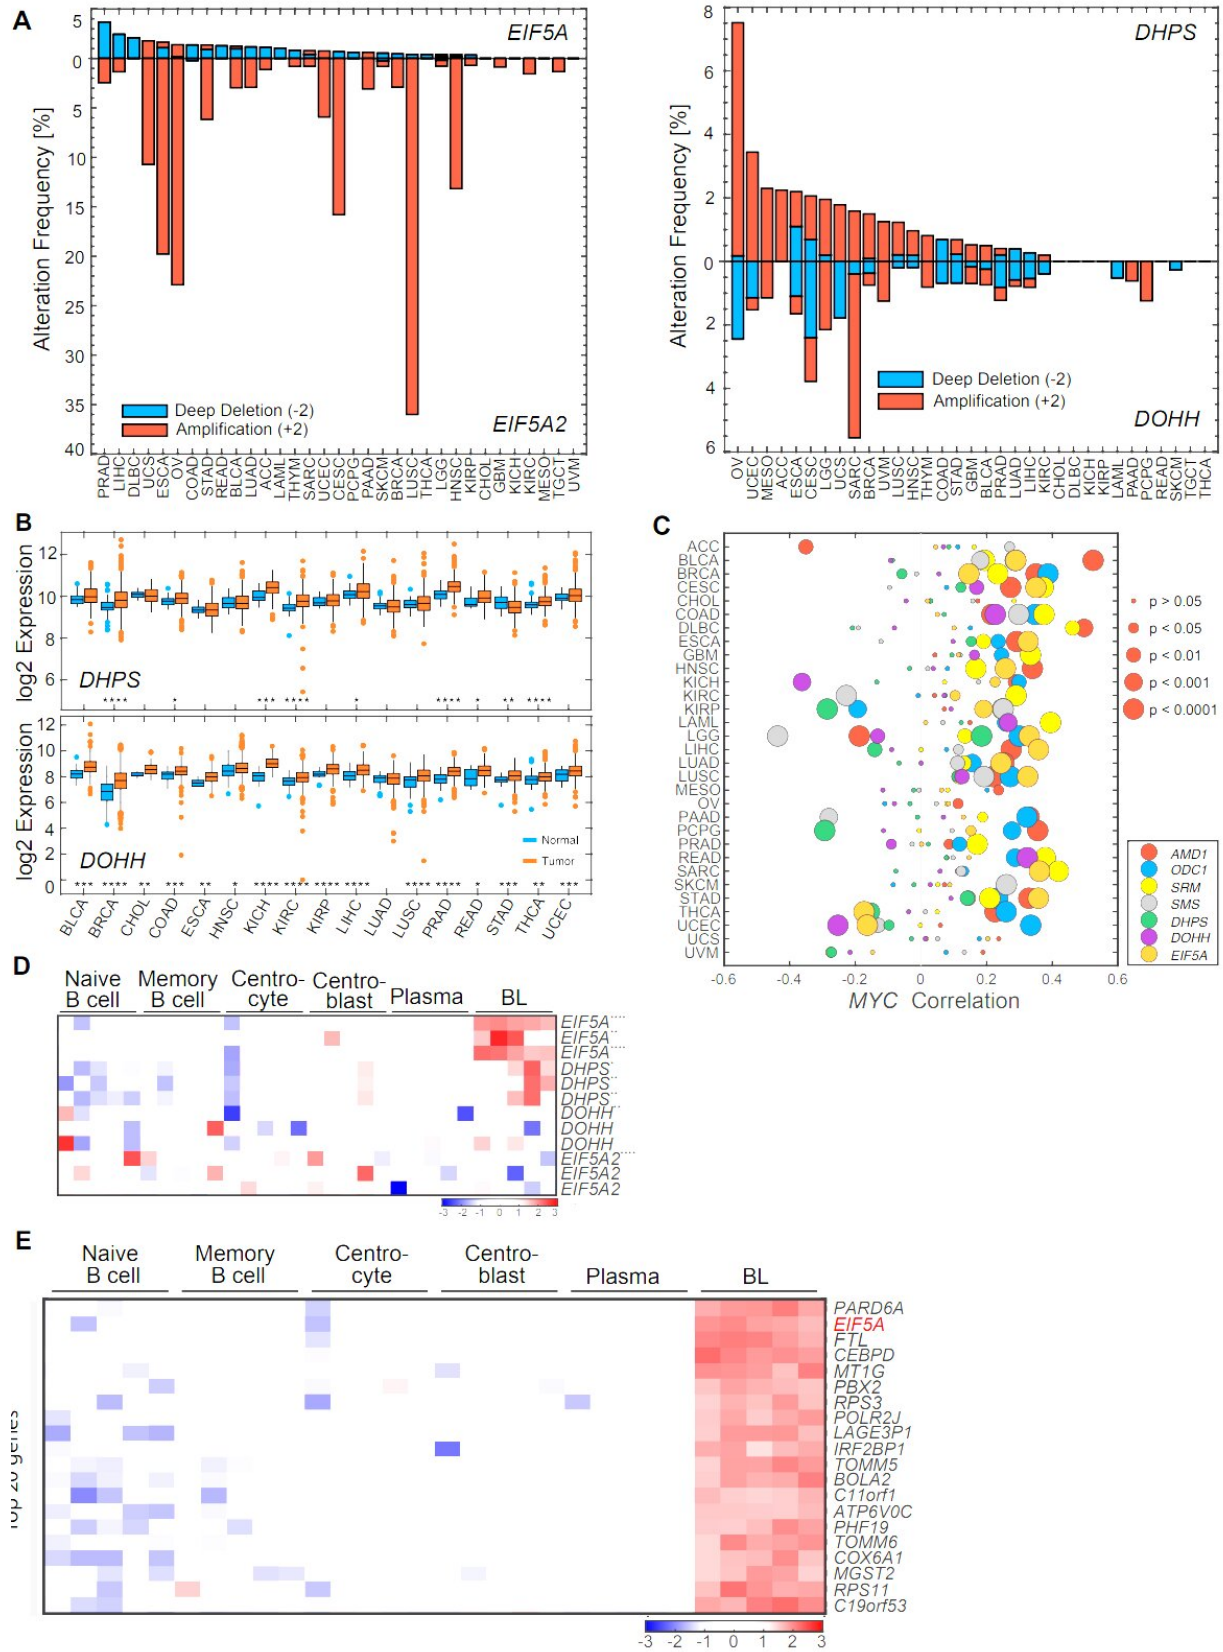 A
EIF5A
5
0
5
10
15
20
25
30
35
40
Alteration Frequency [%]
Deep Deletion (-2)
Amplification (+2)
EIF5A2
PRAD
LIHC
DLBC
UCS
ESCA
OV
COAD
STAD
READ
BLCA
LUAD
ACC
LAML
THYM
SARC
UCEC
CESC
PCPG
PAAD
SKCM
BRCA
LUSC
THCA
LGG
HNSC
KIRP
CHOL
GBM
KICH
KIRC
MESO
TGCT
UVM
DHPS
8
6
4
2
0
2
4
6
Alteration Frequency [%]
Deep Deletion (-2)
Amplification (+2)
DOHH
OV
UCEC
MESO
ACC
ESCA
CESC
LGG
UCS
SARC
BRCA
UVM
LUSC
HNSC
THYM
COAD
STAD
GBM
BLCA
PRAD
LUAD
LIHC
KIRC
CHOL
DLBC
KICH
KIRP
LAML
PAAD
PCPG
READ
SKCM
TGCT
THCA
B
12
10
8
6
log2 Expression
DHPS
**** * *** **** * **** * ** ****
12
10
8
6
4
2
0
log2 Expression
DOHH
Normal
Tumor
*** **** ** *** ** * **** **** **** **** **** **** * *** ** ***
BLCA
BRCA
CHOL
COAD
ESCA
HNSC
KICH
KIRC
KIRP
LIHC
LUAD
LUSC
PRAD
READ
STAD
THCA
UCEC
C
ACC
BLCA
BRCA
CESC
CHOL
COAD
DLBC
ESCA
GBM
HNSC
KICH
KIRC
KIRP
LAML
LGG
LIHC
LUAD
LUSC
MESO
OV
PAAD
PCPG
PRAD
READ
SARC
SKCM
STAD
THCA
UCEC
UCS
UVM
-0.6 -0.4 -0.2 0 0.2 0.4 0.6
MYC Correlation
p > 0.05
p < 0.05
p < 0.01
p < 0.001
p < 0.0001
AMD1
ODC1
SRM
SMS
DHPS
DOHH
EIF5A
D
Naive B cell
Memory B cell
Centro-cyte
Centro-blast
Plasma
BL
EIF5A
EIF5A
EIF5A
DHPS
DHPS
DHPS
DOHH
DOHH
DOHH
EIF5A2
EIF5A2
EIF5A2
-3 -2 -1 0 1 2 3
E
Naive B cell
Memory B cell
Centro-cyte
Centro-blast
Plasma
BL
PARD6A
EIF5A
FTL
CEBPD
MT1G
PBX2
RPS3
POLR2J
LAGE3P1
IRF2BP1
TOMM5
BOLA2
C11orf1
ATP6V0C
PHF19
TOMM6
COX6A1
MGST2
RPS11
C19orf53
-3 -2 -1 0 1 2 3